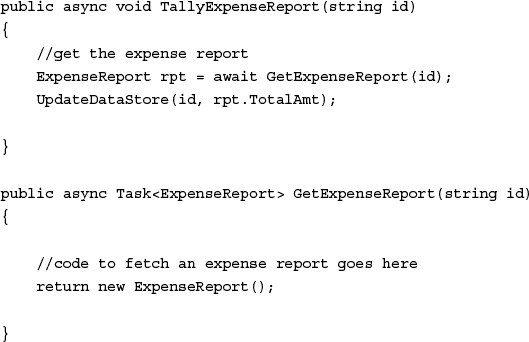 public async void TallyExpenseReport(string id)
{
    //get the expense report
    ExpenseReport rpt = await GetExpenseReport(id);
    UpdateDataStore(id, rpt.TotalAmt);
}
public async Task<ExpenseReport> GetExpenseReport(string id)
{
    //code to fetch an expense report goes here
    return new ExpenseReport();
}